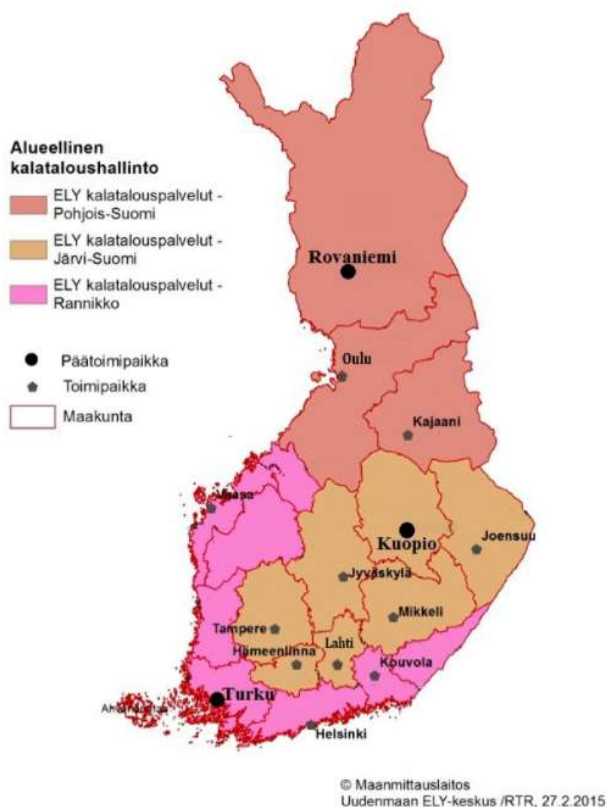 Alueellinen
kalataloushallinto
ELY kalatalouspalvelut -
Pohjois-Suomi
ELY kalatalouspalvelut -
Järvi-Suomi
ELY kalatalouspalvelut -
Rannikko
Päätoimipaikka
Toimipaikka
Maakunta
Rovaniemi
Oulu
Kajaani
Vaasa
Kuopio
Joensuu
Jyväskylä
Mikkeli
Tampere
Hämeenlinna
Lahti
Kouvola
Turku
Helsinki
© Maanmittauslaitos
Uudenmaan ELY-keskus /RTR, 27.2.2015